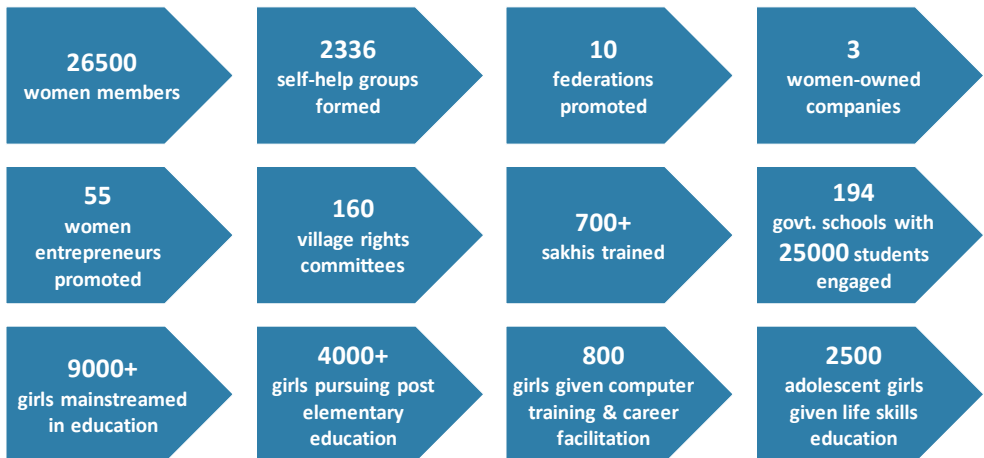 26500
women members
2336
self-help groups
formed
10
federations
promoted
3
women-owned
companies
55
women
entrepreneurs
promoted
160
village rights
committees
700+
sakhis trained
194
govt. schools with
25000 students
engaged
9000+
girls mainstreamed
in education
4000+
girls pursuing post
elementary
education
800
girls given computer
training & career
facilitation
2500
adolescent girls
given life skills
education